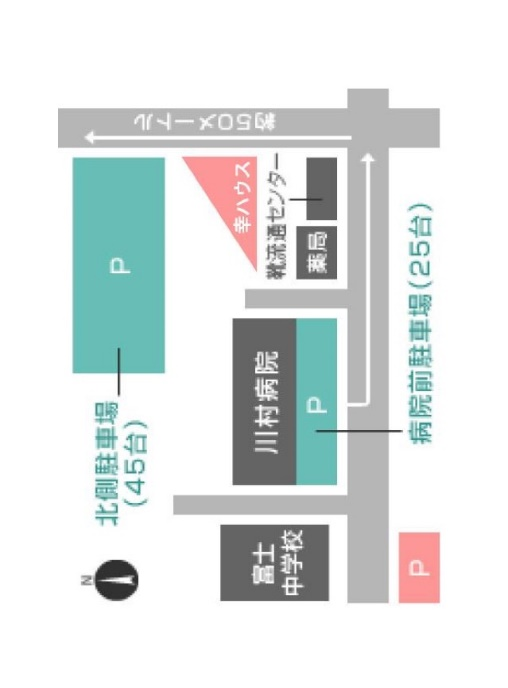 約50メートル
P
幸ハウス
靴流通センター
薬局
北側駐車場
(45台)
川村病院
P
病院前駐車場(25台)
N
富士
中学校
P